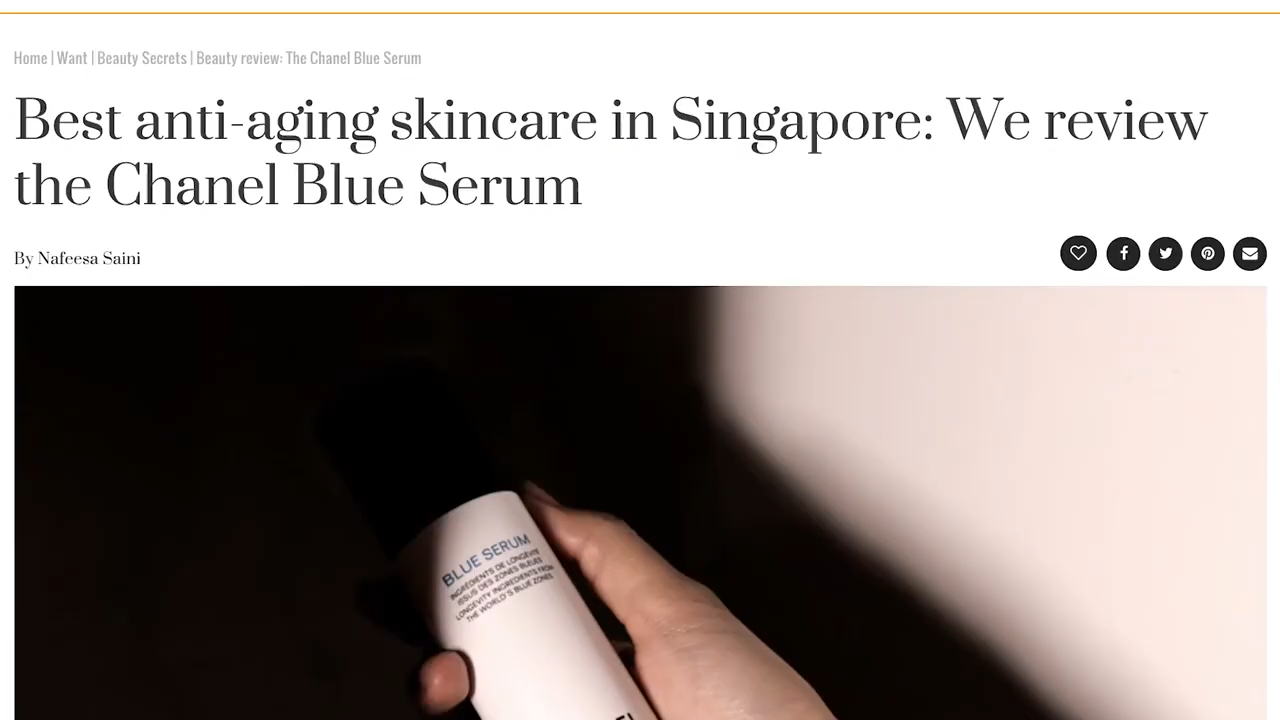 Home | Want | Beauty Secrets | Beauty review: The Chanel Blue Serum
Best anti-aging skincare in Singapore: We review
the Chanel Blue Serum
By Nafeesa Saini
BLUE SERUM
INGRÉDIENTS DE LONGÉVITÉ
ISSUS DES ZONES BLEUES
LONGEVITY INGREDIENTS FROM
THE WORLD'S BLUE ZONES